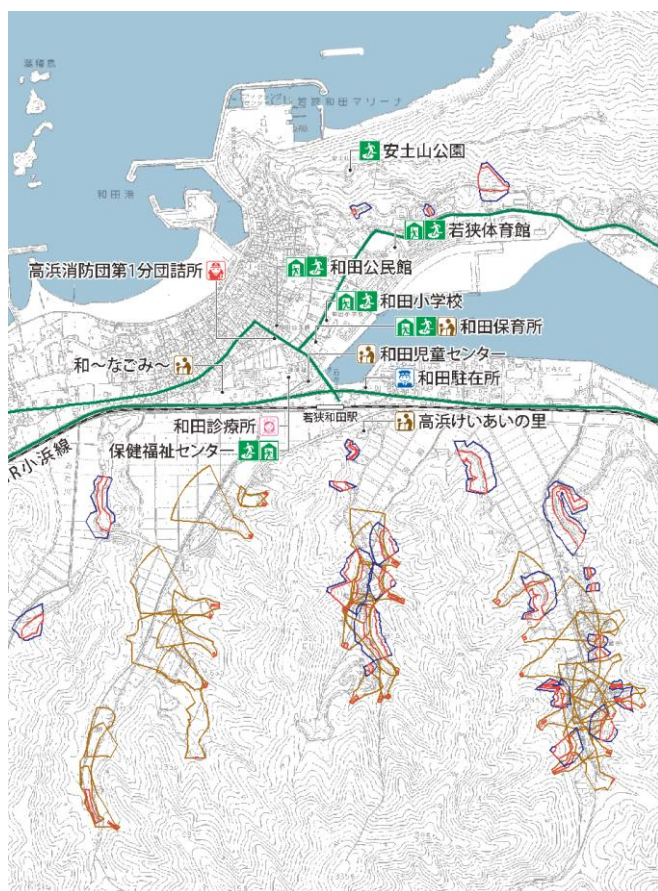 若狭和田マリーナ
和田港
安土山公園
若狭体育館
和田公民館
高浜消防団第1分団詰所
和田小学校
和田保育所
和田児童センター
和〜なごみ〜
和田駐在所
和田診療所
若狭和田駅
高浜けいあいの里
保健福祉センター
JR小浜線